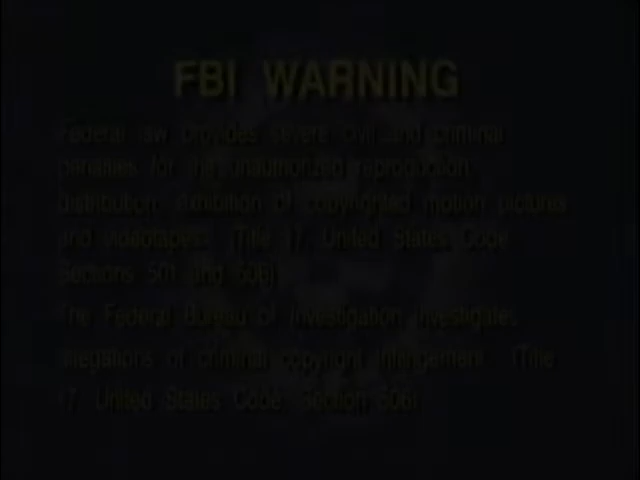 FBI WARNING
Federal law provides severe civil and criminal
penalties for the unauthorized reproduction
distribution exhibition of copyrighted motion pictures
and videotapes. (Title 17 United States Code
Sections 501 and 506)
The Federal Bureau of Investigation investigates
allegations of criminal copyright infringement. (Title
17 United States Code Section 506)